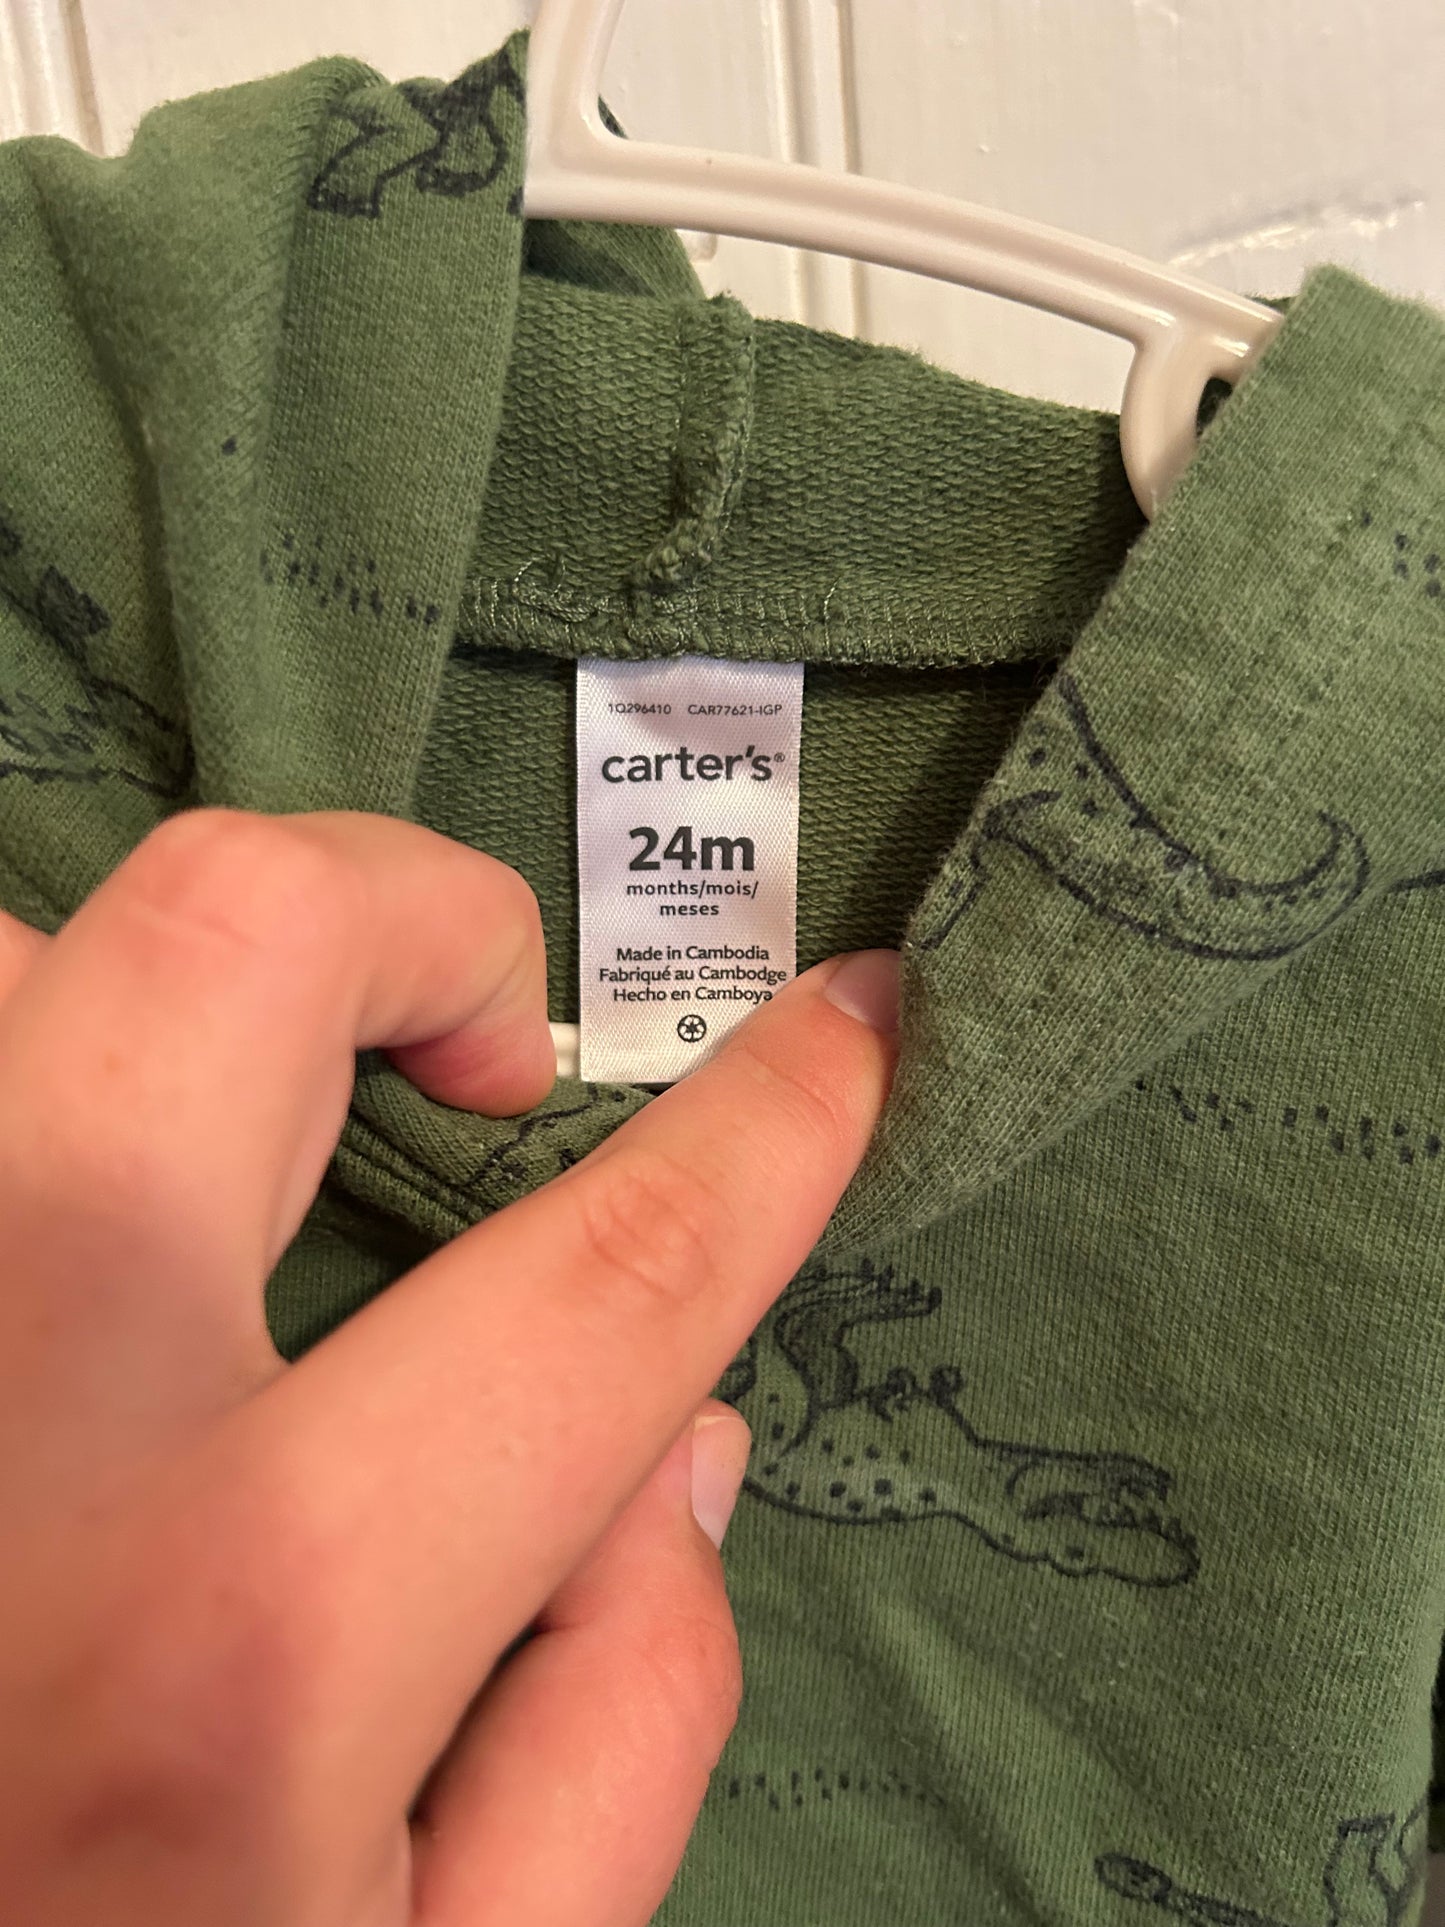 1Q296410 CAR77621-IGP
carter's®
24m
months/mois/
meses
Made in Cambodia
Fabriqué au Cambodge
Hecho en Camboya